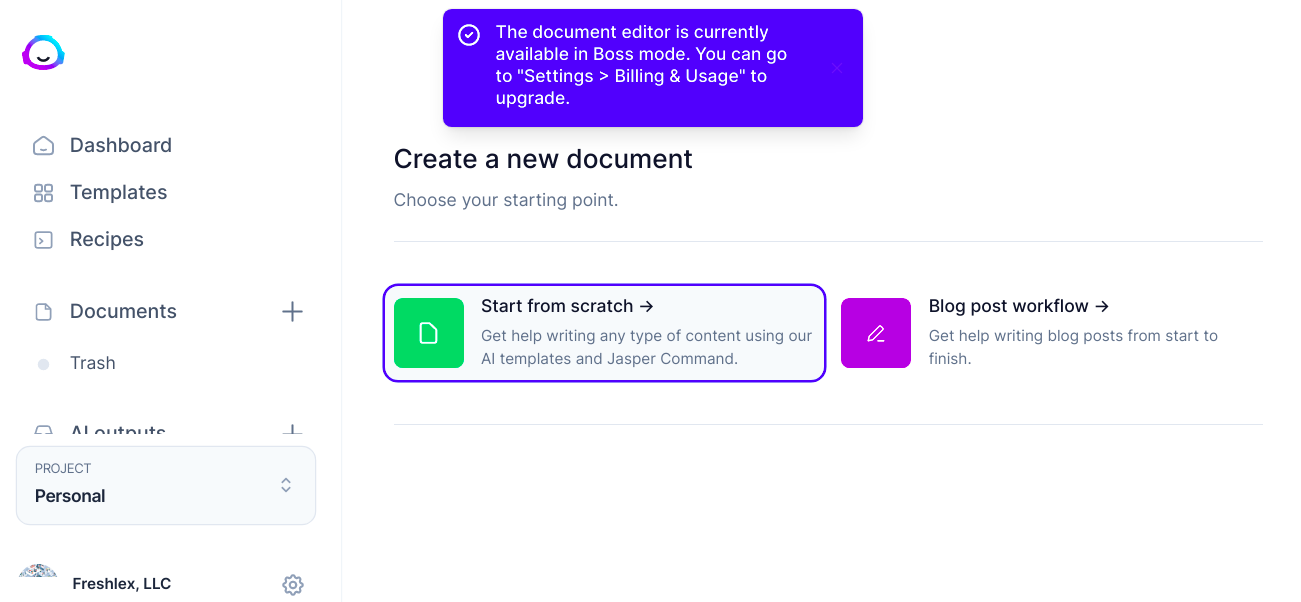 The document editor is currently
available in Boss mode. You can go
to "Settings > Billing & Usage" to
upgrade.
Dashboard
Templates
Recipes
Documents
Trash
AI outputs
PROJECT
Personal
Freshlex, LLC
Create a new document
Choose your starting point.
Start from scratch →
Get help writing any type of content using our
AI templates and Jasper Command.
Blog post workflow →
Get help writing blog posts from start to
finish.